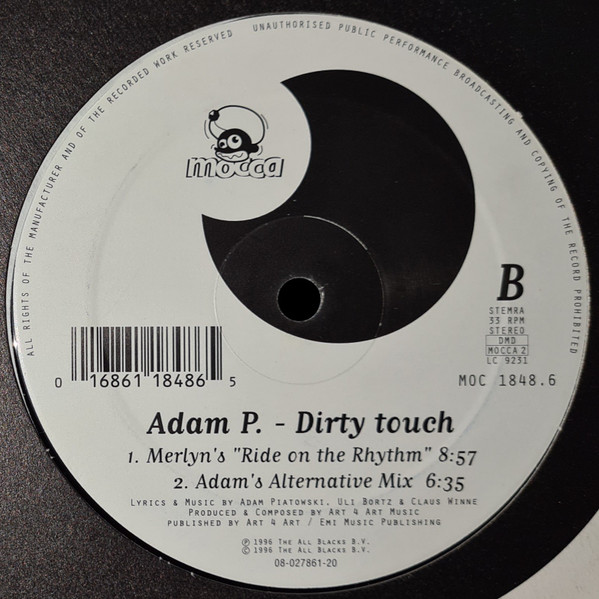 ALL RIGHTS OF THE MANUFACTURER AND OF THE RECORDED WORK RESERVED UNAUTHORISED PUBLIC PERFORMANCE BROADCASTING AND COPYING OF THE RECORD PROHIBITED
mocca
B
STEMRA
33 RPM
STEREO
DMD
MOCCA 2
LC 9231
MOC 1848.6
0 16861 18486 5
Adam P. - Dirty touch
1. Merlyn's "Ride on the Rhythm" 8:57
2. Adam's Alternative Mix 6:35
Lyrics & Music by Adam Piatowski, Uli Bortz & Claus Winne
Produced & Composed by Art 4 Art Music
published by Art 4 Art / Emi Music Publishing
℗ 1996 The All Blacks B.V.
© 1996 The All Blacks B.V.
08-027861-20